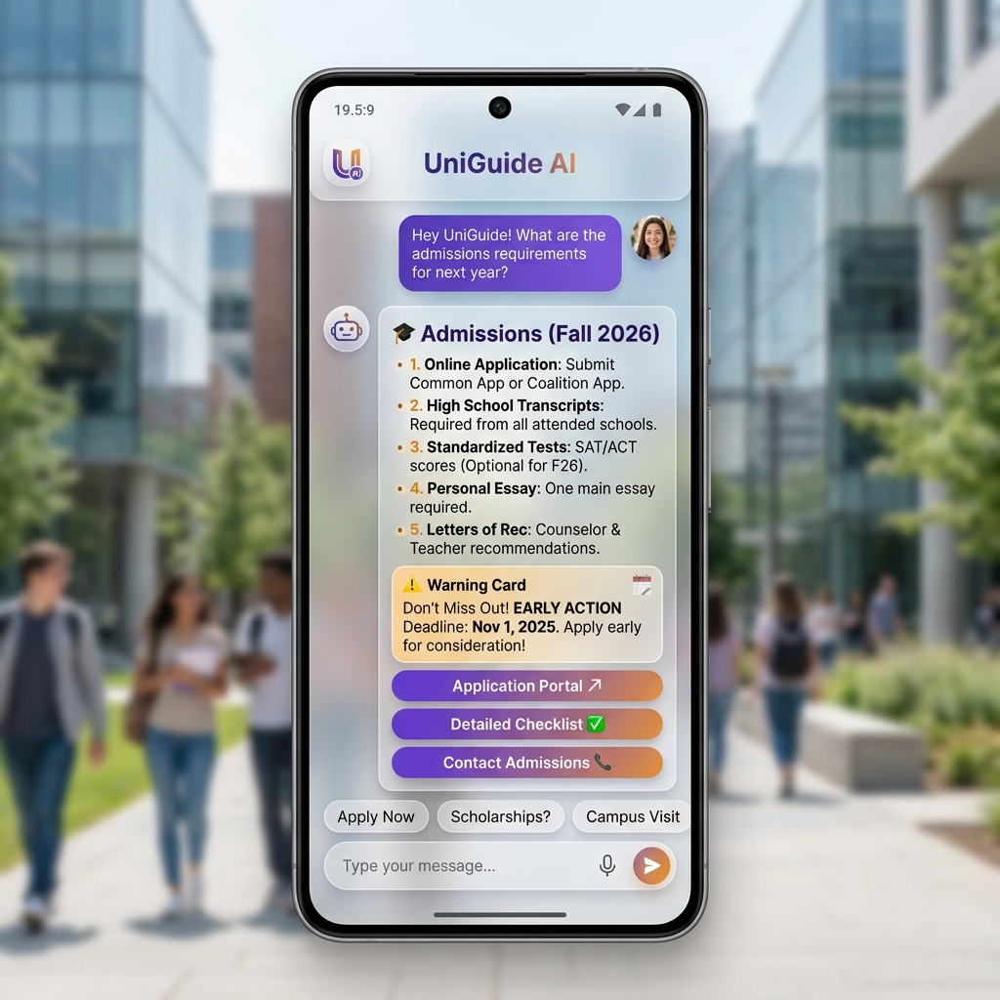 19.5:9
UniGuide AI
Hey UniGuide! What are the
admissions requirements
for next year?
🎓 Admissions (Fall 2026)
• 1. Online Application: Submit
Common App or Coalition App.
• 2. High School Transcripts:
Required from all attended schools.
• 3. Standardized Tests: SAT/ACT
scores (Optional for F26).
• 4. Personal Essay: One main essay
required.
• 5. Letters of Rec: Counselor &
Teacher recommendations.
⚠️ Warning Card
Don't Miss Out! EARLY ACTION
Deadline: Nov 1, 2025. Apply early
for consideration!
Application Portal ↗
Detailed Checklist ✅
Contact Admissions 📞
Apply Now
Scholarships?
Campus Visit
Type your message...